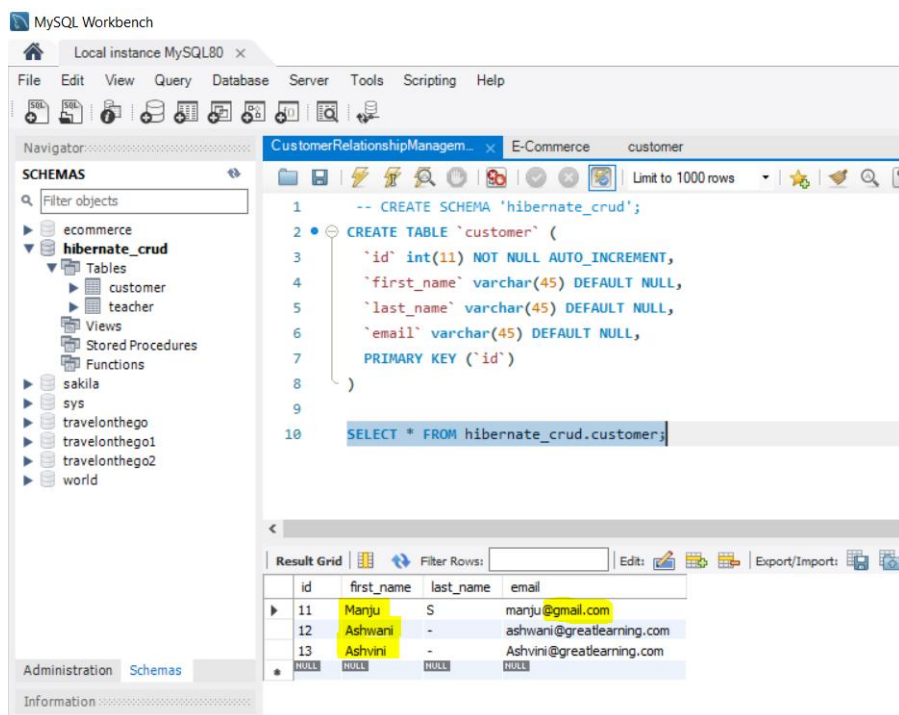 MySQL Workbench
Local instance MySQL80
File Edit View Query Database Server Tools Scripting Help
Navigator
SCHEMAS
Filter objects
ecommerce
hibernate_crud
Tables
customer
teacher
Views
Stored Procedures
Functions
sakila
sys
travelonthego
travelonthego1
travelonthego2
world
Administration Schemas
Information
CustomerRelationshipManagem... E-Commerce customer
Limit to 1000 rows
1 -- CREATE SCHEMA 'hibernate_crud';
2 CREATE TABLE `customer` (
3 `id` int(11) NOT NULL AUTO_INCREMENT,
4 `first_name` varchar(45) DEFAULT NULL,
5 `last_name` varchar(45) DEFAULT NULL,
6 `email` varchar(45) DEFAULT NULL,
7 PRIMARY KEY (`id`)
8 )
9
10 SELECT * FROM hibernate_crud.customer;
Result Grid Filter Rows: Edit: Export/Import:
id first_name last_name email
11 Manju S manju@gmail.com
12 Ashwani - ashwani@greatlearning.com
13 Ashvini - Ashvini@greatlearning.com
NULL NULL NULL NULL